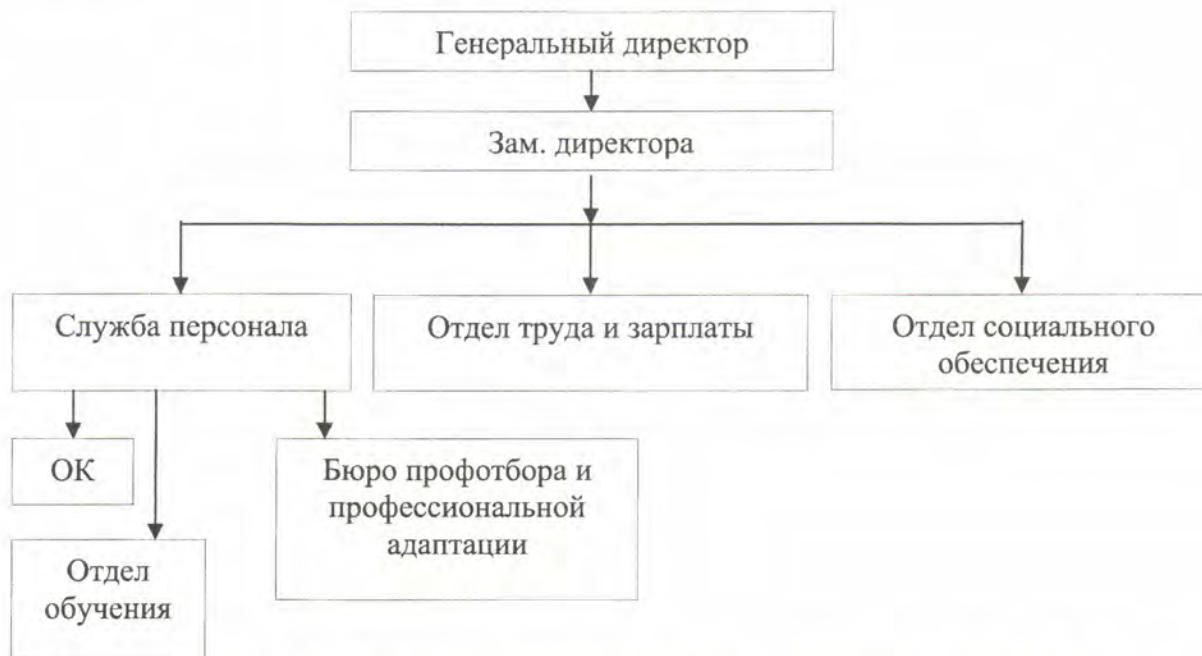 Генеральный директор
Зам. директора
Служба персонала
Отдел труда и зарплаты
Отдел социального
обеспечения
ОК
Бюро профотбора и
профессиональной
адаптации
Отдел
обучения